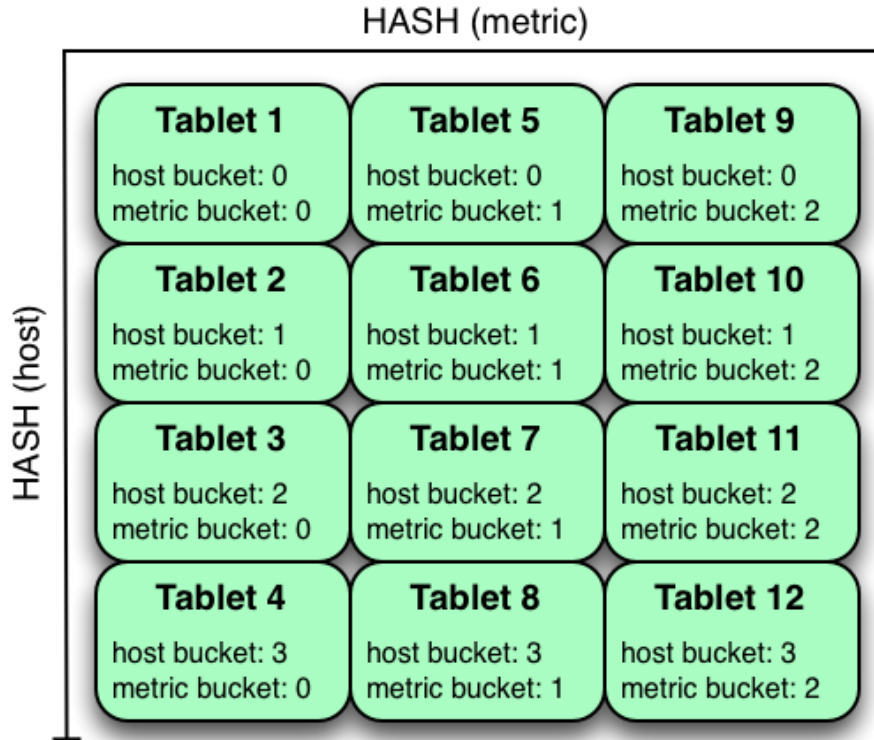 HASH (metric)
HASH (host)
Tablet 1
host bucket: 0
metric bucket: 0
Tablet 5
host bucket: 0
metric bucket: 1
Tablet 9
host bucket: 0
metric bucket: 2
Tablet 2
host bucket: 1
metric bucket: 0
Tablet 6
host bucket: 1
metric bucket: 1
Tablet 10
host bucket: 1
metric bucket: 2
Tablet 3
host bucket: 2
metric bucket: 0
Tablet 7
host bucket: 2
metric bucket: 1
Tablet 11
host bucket: 2
metric bucket: 2
Tablet 4
host bucket: 3
metric bucket: 0
Tablet 8
host bucket: 3
metric bucket: 1
Tablet 12
host bucket: 3
metric bucket: 2